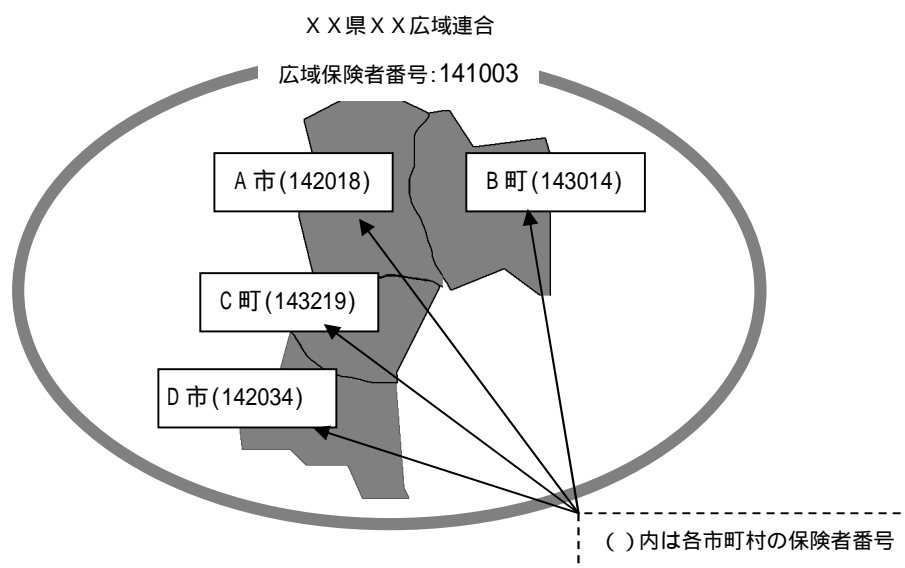 ＸＸ県ＸＸ広域連合
広域保険者番号:141003
Ａ市(142018)
Ｂ町(143014)
Ｃ町(143219)
Ｄ市(142034)
( )内は各市町村の保険者番号